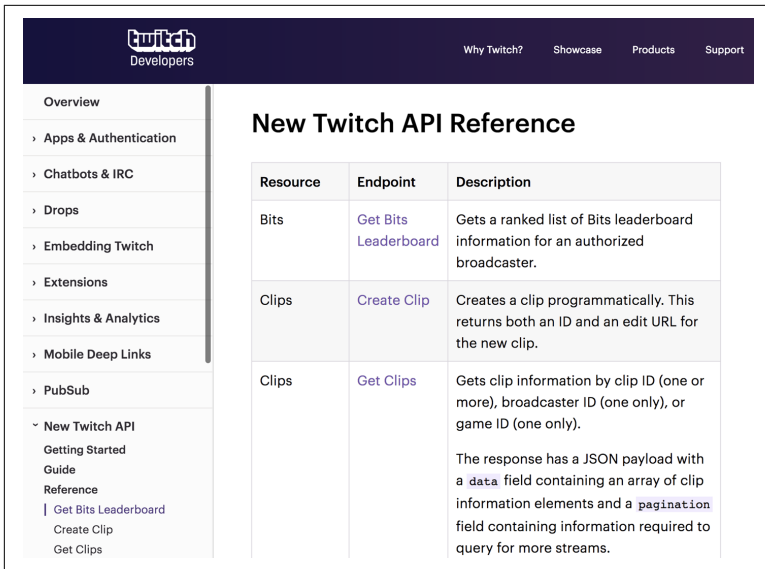 twitch
Developers
Why Twitch?
Showcase
Products
Support
Overview
› Apps & Authentication
› Chatbots & IRC
› Drops
› Embedding Twitch
› Extensions
› Insights & Analytics
› Mobile Deep Links
› PubSub
New Twitch API
Getting Started
Guide
Reference
Get Bits Leaderboard
Create Clip
Get Clips
New Twitch API Reference
Resource
Endpoint
Description
Bits
Get Bits
Leaderboard
Gets a ranked list of Bits leaderboard
information for an authorized
broadcaster.
Clips
Create Clip
Creates a clip programmatically. This
returns both an ID and an edit URL for
the new clip.
Clips
Get Clips
Gets clip information by clip ID (one or
more), broadcaster ID (one only), or
game ID (one only).
The response has a JSON payload with
a data field containing an array of clip
information elements and a pagination
field containing information required to
query for more streams.